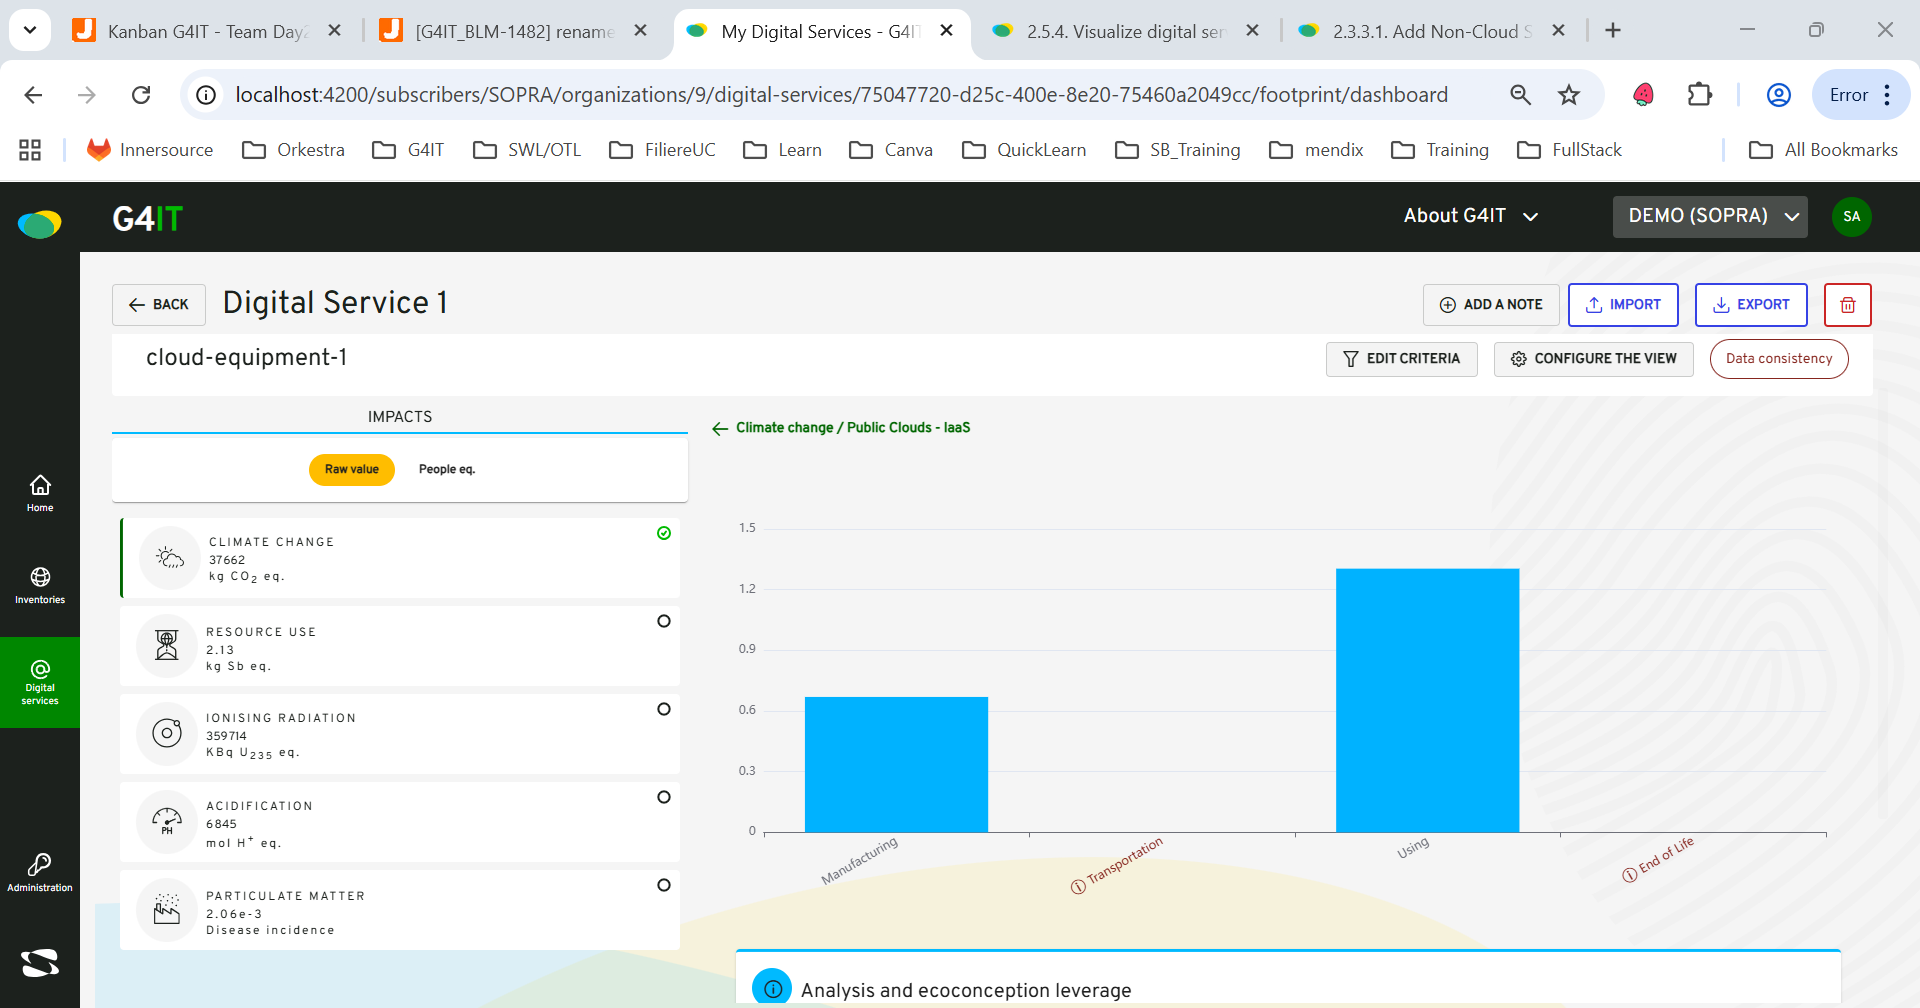 Kanban G4IT - Team Day2
[G4IT_BLM-1482] rename
My Digital Services - G4IT
2.5.4. Visualize digital ser
2.3.3.1. Add Non-Cloud S
localhost:4200/subscribers/SOPRA/organizations/9/digital-services/75047720-d25c-400e-8e20-75460a2049cc/footprint/dashboard
Error
Innersource
Orkestra
G4IT
SWL/OTL
FiliereUC
Learn
Canva
QuickLearn
SB_Training
mendix
Training
FullStack
All Bookmarks
G4IT
About G4IT
DEMO (SOPRA)
SA
BACK
Digital Service 1
ADD A NOTE
IMPORT
EXPORT
cloud-equipment-1
EDIT CRITERIA
CONFIGURE THE VIEW
Data consistency
Home
Inventories
Digital
services
Administration
IMPACTS
Raw value
People eq.
CLIMATE CHANGE
37662
kg CO2 eq.
RESOURCE USE
2.13
kg Sb eq.
IONISING RADIATION
359714
KBq U235 eq.
PH
ACIDIFICATION
6845
mol H+ eq.
PARTICULATE MATTER
2.06e-3
Disease incidence
Climate change / Public Clouds - IaaS
1.5
1.2
0.9
0.6
0.3
0
Manufacturing
Transportation
Using
End of Life
Analysis and ecoconception leverage